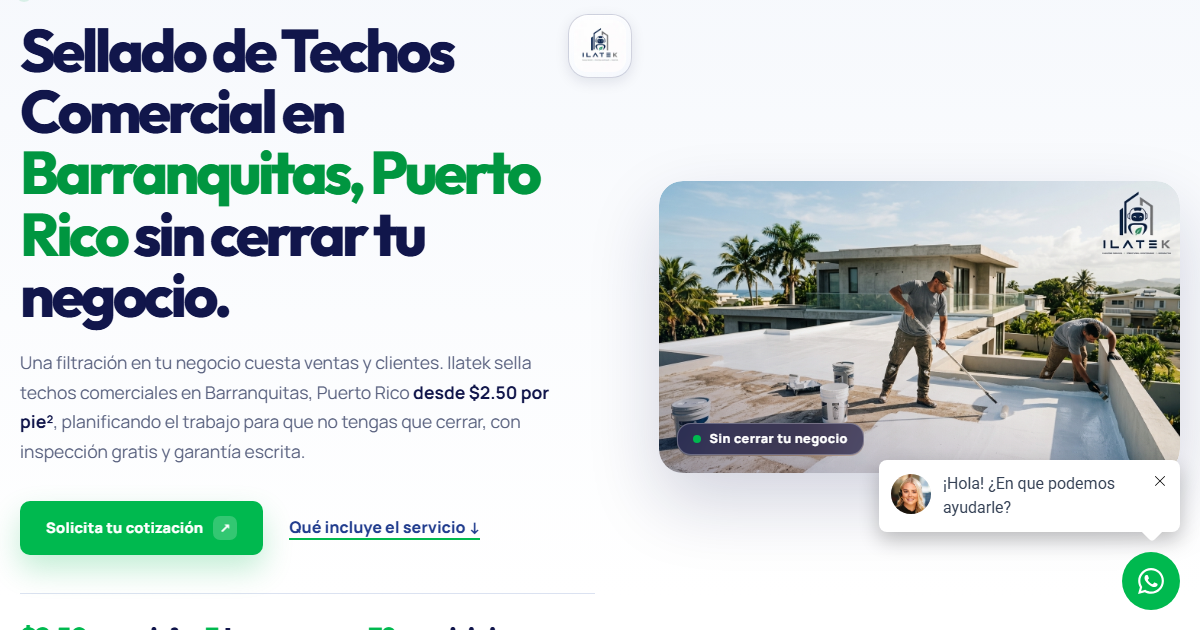 Sellado de Techos
Comercial en
Barranquitas, Puerto
Rico sin cerrar tu
negocio.
ILATEK
Una filtración en tu negocio cuesta ventas y clientes. Ilatek sella
techos comerciales en Barranquitas, Puerto Rico desde $2.50 por
pie², planificando el trabajo para que no tengas que cerrar, con
inspección gratis y garantía escrita.
Solicita tu cotización ↗
Qué incluye el servicio ↓
ILATEK
Sin cerrar tu negocio
¡Hola! ¿En que podemos
ayudarle?